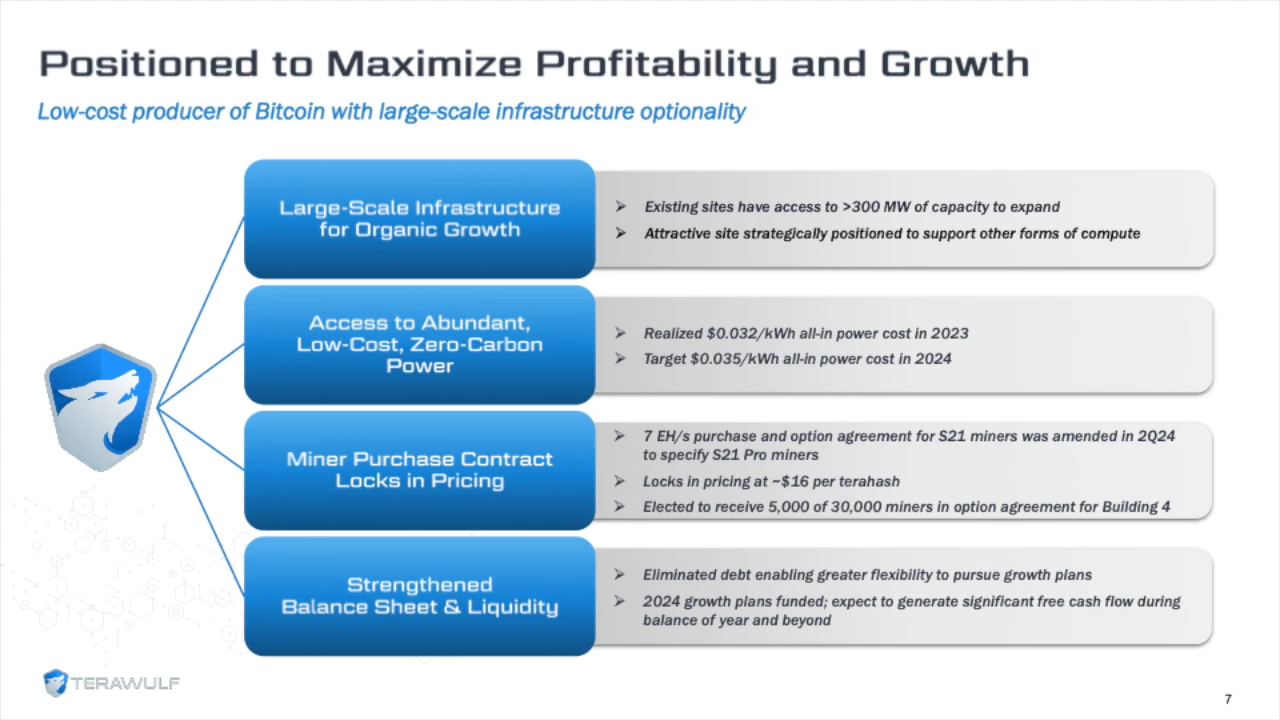 Positioned to Maximize Profitability and Growth
Low-cost producer of Bitcoin with large-scale infrastructure optionality
Large-Scale Infrastructure
for Organic Growth
➢ Existing sites have access to >300 MW of capacity to expand
➢ Attractive site strategically positioned to support other forms of compute
Access to Abundant,
Low-Cost, Zero-Carbon
Power
➢ Realized $0.032/kWh all-in power cost in 2023
➢ Target $0.035/kWh all-in power cost in 2024
Miner Purchase Contract
Locks in Pricing
➢ 7 EH/s purchase and option agreement for S21 miners was amended in 2Q24
to specify S21 Pro miners
➢ Locks in pricing at ~$16 per terahash
➢ Elected to receive 5,000 of 30,000 miners in option agreement for Building 4
Strengthened
Balance Sheet & Liquidity
➢ Eliminated debt enabling greater flexibility to pursue growth plans
➢ 2024 growth plans funded; expect to generate significant free cash flow during
balance of year and beyond
TERAWULF
7